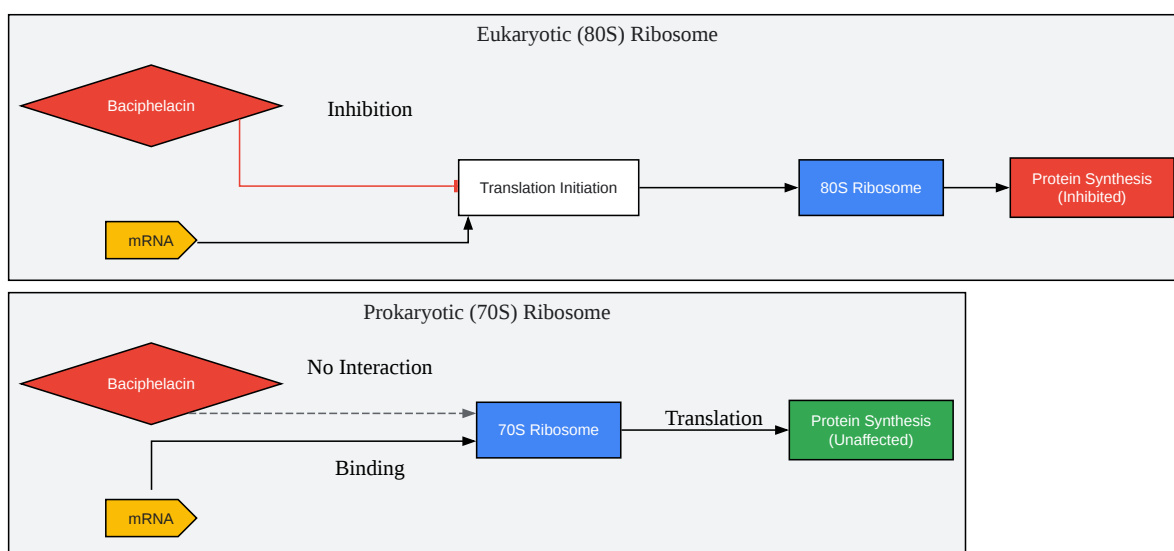 Eukaryotic (80S) Ribosome
Baciphelacin
Inhibition
Translation Initiation
80S Ribosome
Protein Synthesis
(Inhibited)
mRNA
Prokaryotic (70S) Ribosome
Baciphelacin
No Interaction
70S Ribosome
Translation
Protein Synthesis
(Unaffected)
Binding
mRNA